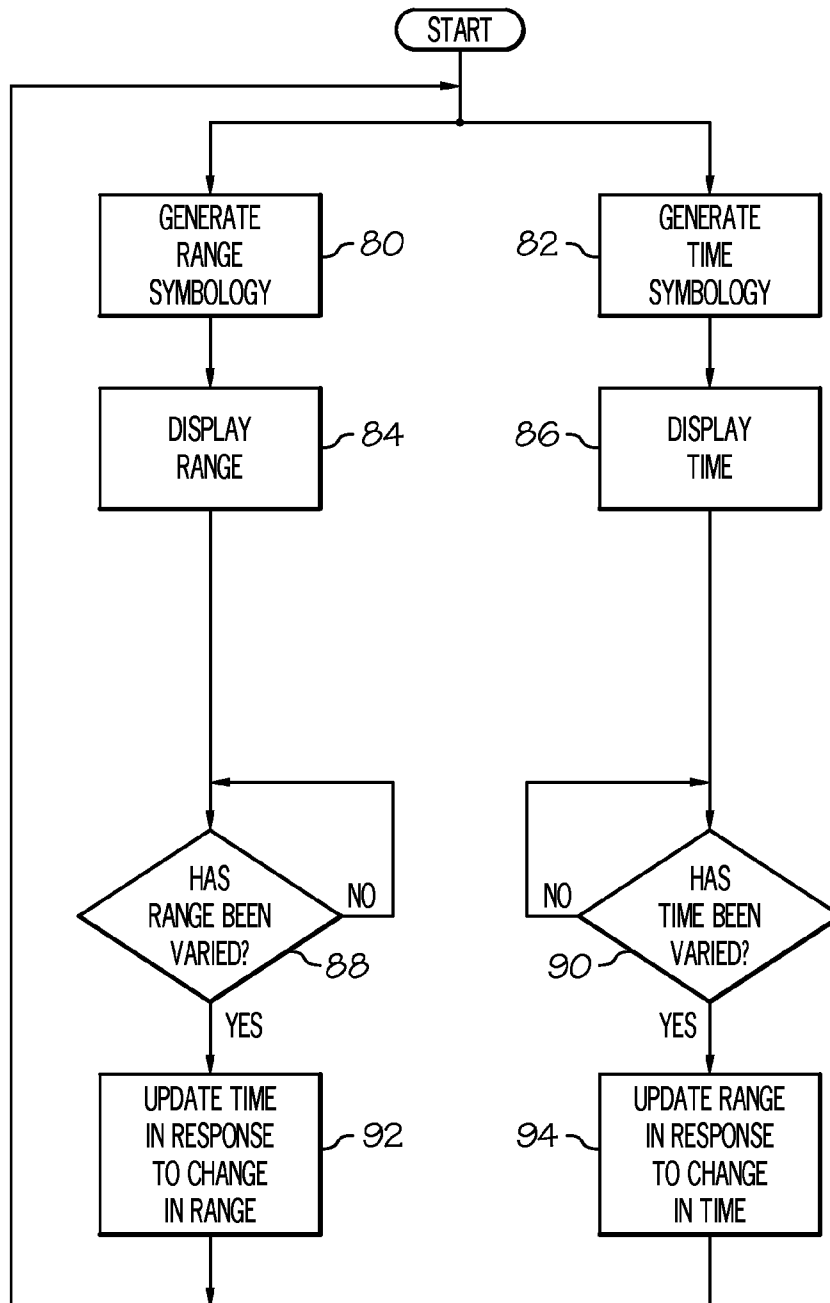 START
GENERATE
RANGE
SYMBOLOGY
80
82
GENERATE
TIME
SYMBOLOGY
DISPLAY
RANGE
84
86
DISPLAY
TIME
HAS
RANGE BEEN
VARIED?
NO
88
YES
NO
HAS
TIME BEEN
VARIED?
90
YES
UPDATE TIME
IN RESPONSE
TO CHANGE
IN RANGE
92
94
UPDATE RANGE
IN RESPONSE
TO CHANGE
IN TIME